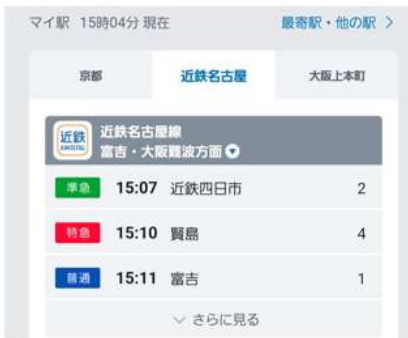 マイ駅 15時04分 現在 最寄駅・他の駅 >
京都 近鉄名古屋 大阪上本町
近鉄 KINTETSU 近鉄名古屋線
富吉・大阪難波方面
準急 15:07 近鉄四日市 2
特急 15:10 賢島 4
普通 15:11 富吉 1
さらに見る